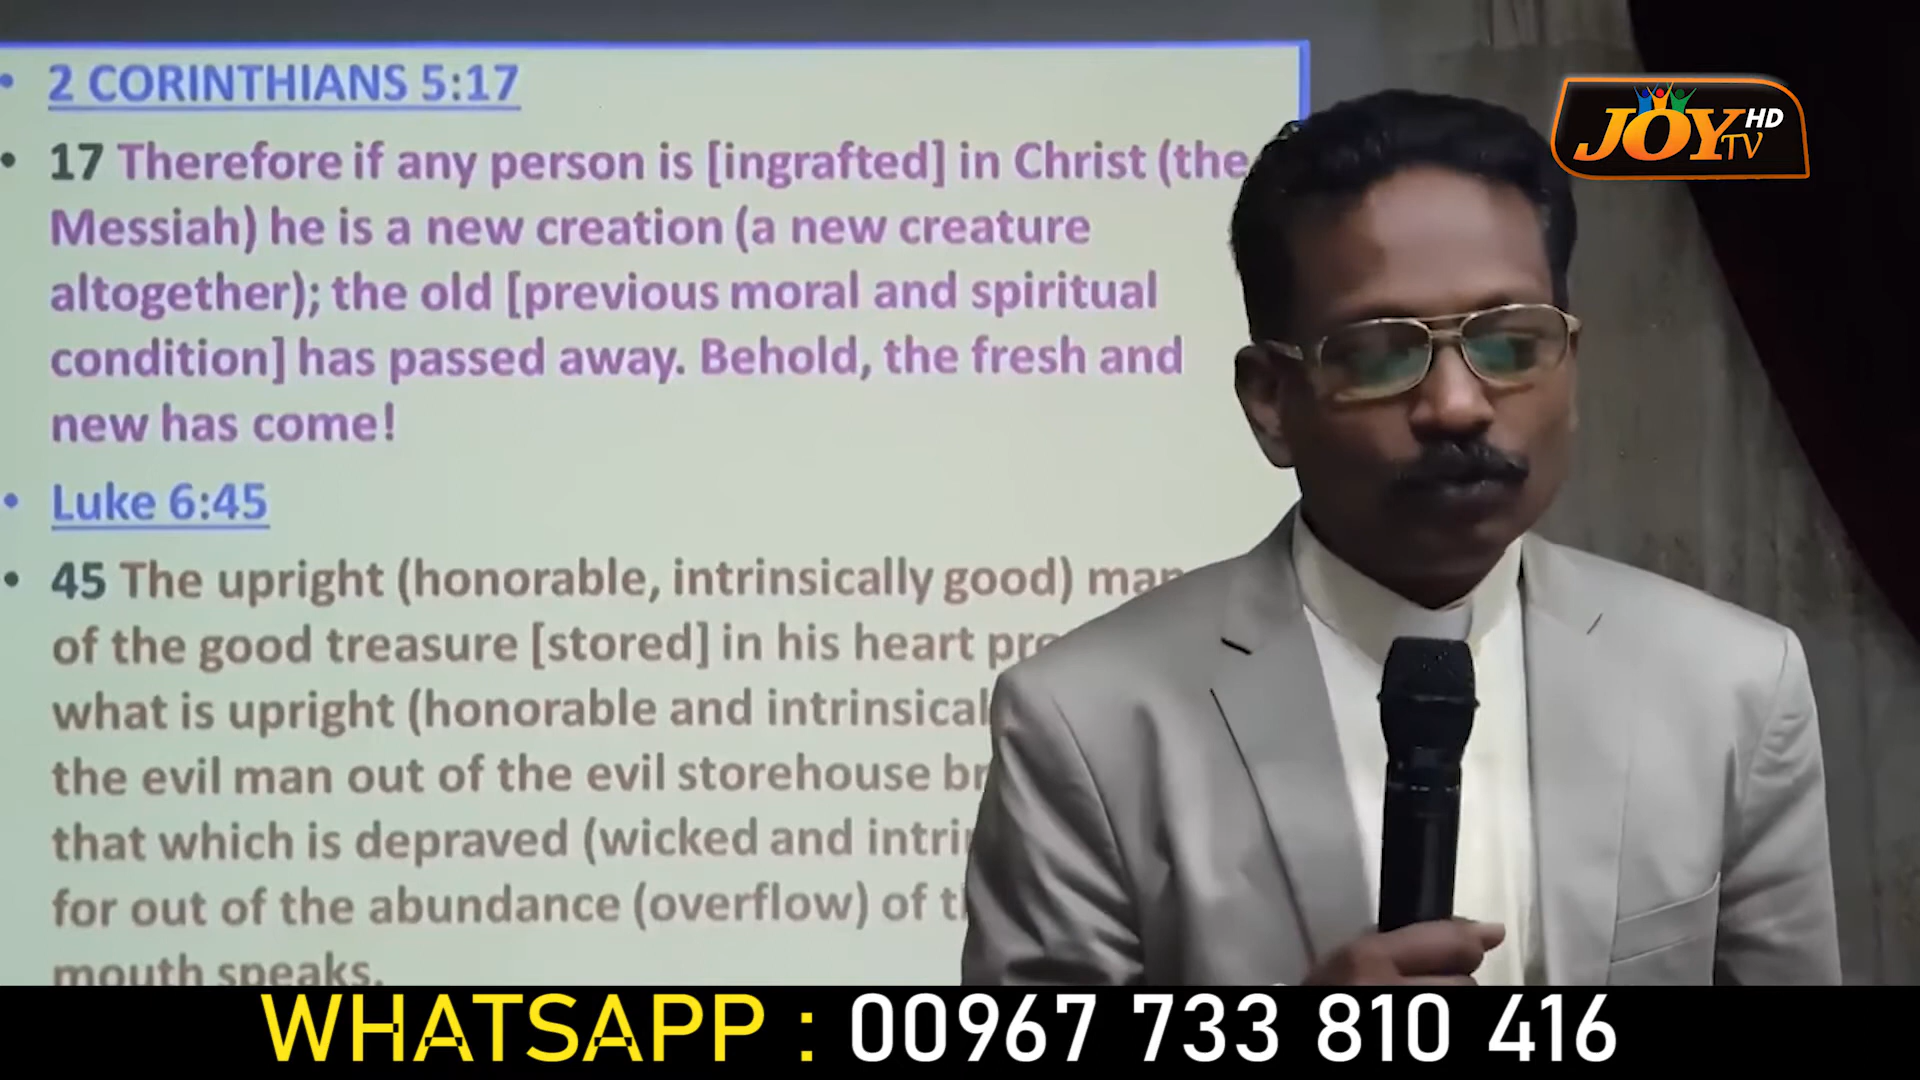 2 CORINTHIANS 5:17
17 Therefore if any person is [ingrafted] in Christ (the
Messiah) he is a new creation (a new creature
altogether); the old [previous moral and spiritual
condition] has passed away. Behold, the fresh and
new has come!
Luke 6:45
45 The upright (honorable, intrinsically good) man
of the good treasure [stored] in his heart
what is upright (honorable and
the evil man out of the evil storehouse
that which is depraved (wicked and
for out of the abundance (overflow) of
mouth speaks.
JOY TV HD
WHATSAPP : 00967 733 810 416